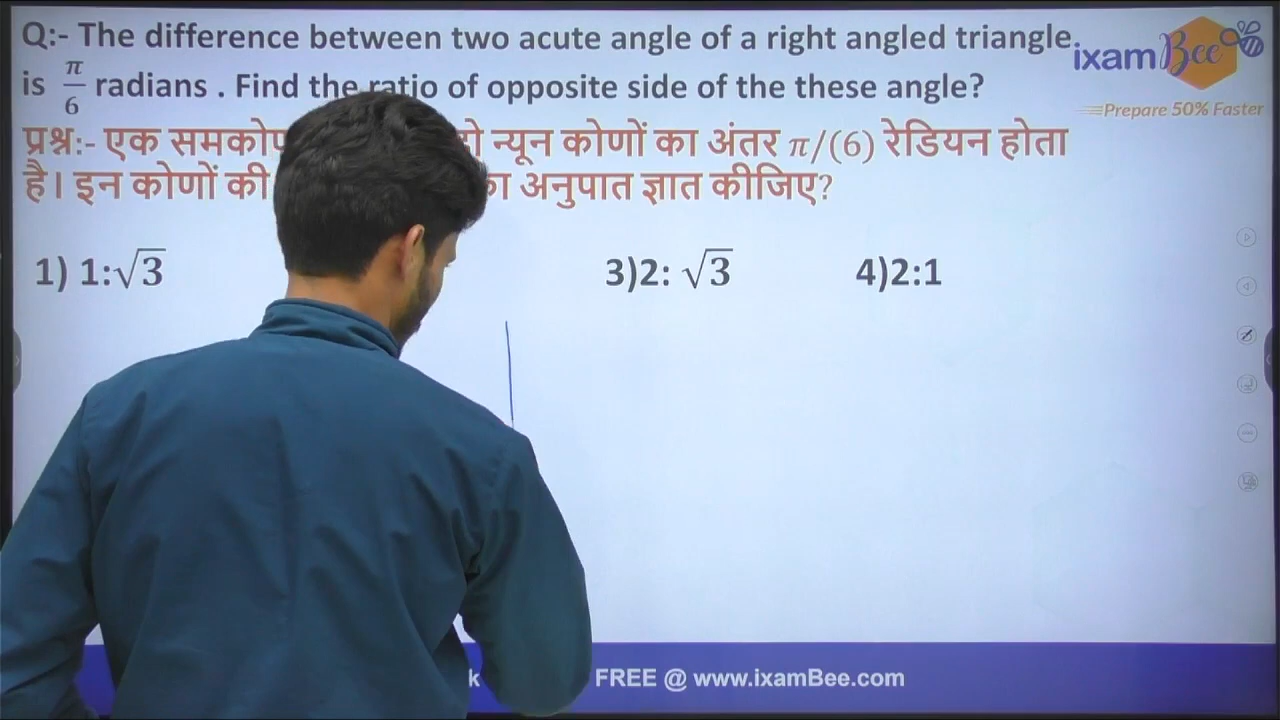 Q:- The difference between two acute angle of a right angled triangle
is π/6 radians . Find the ratio of opposite side of the these angle?
ixamBee
Prepare 50% Faster
प्रश्न:- एक न्यून कोणों का अंतर π/(6) रेडियन होता
है। इन कोणों की अनुपात ज्ञात कीजिए?
1) 1:√3 3)2: √3 4)2:1
FREE @ www.ixamBee.com